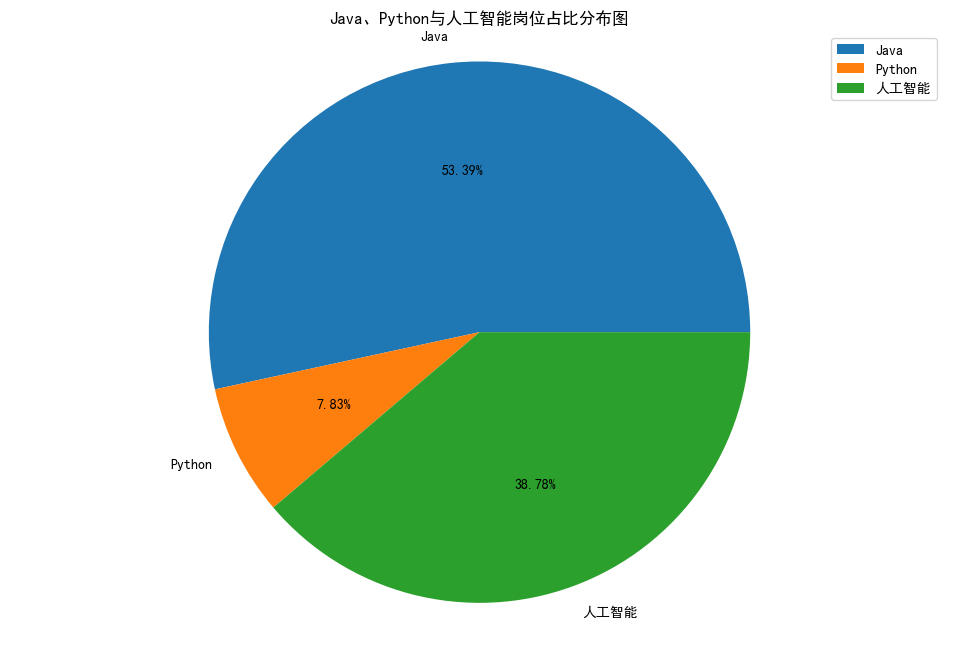 Java、Python与人工智能岗位占比分布图
Java
Java
Python
人工智能
53.39%
7.83%
Python
38.78%
人工智能